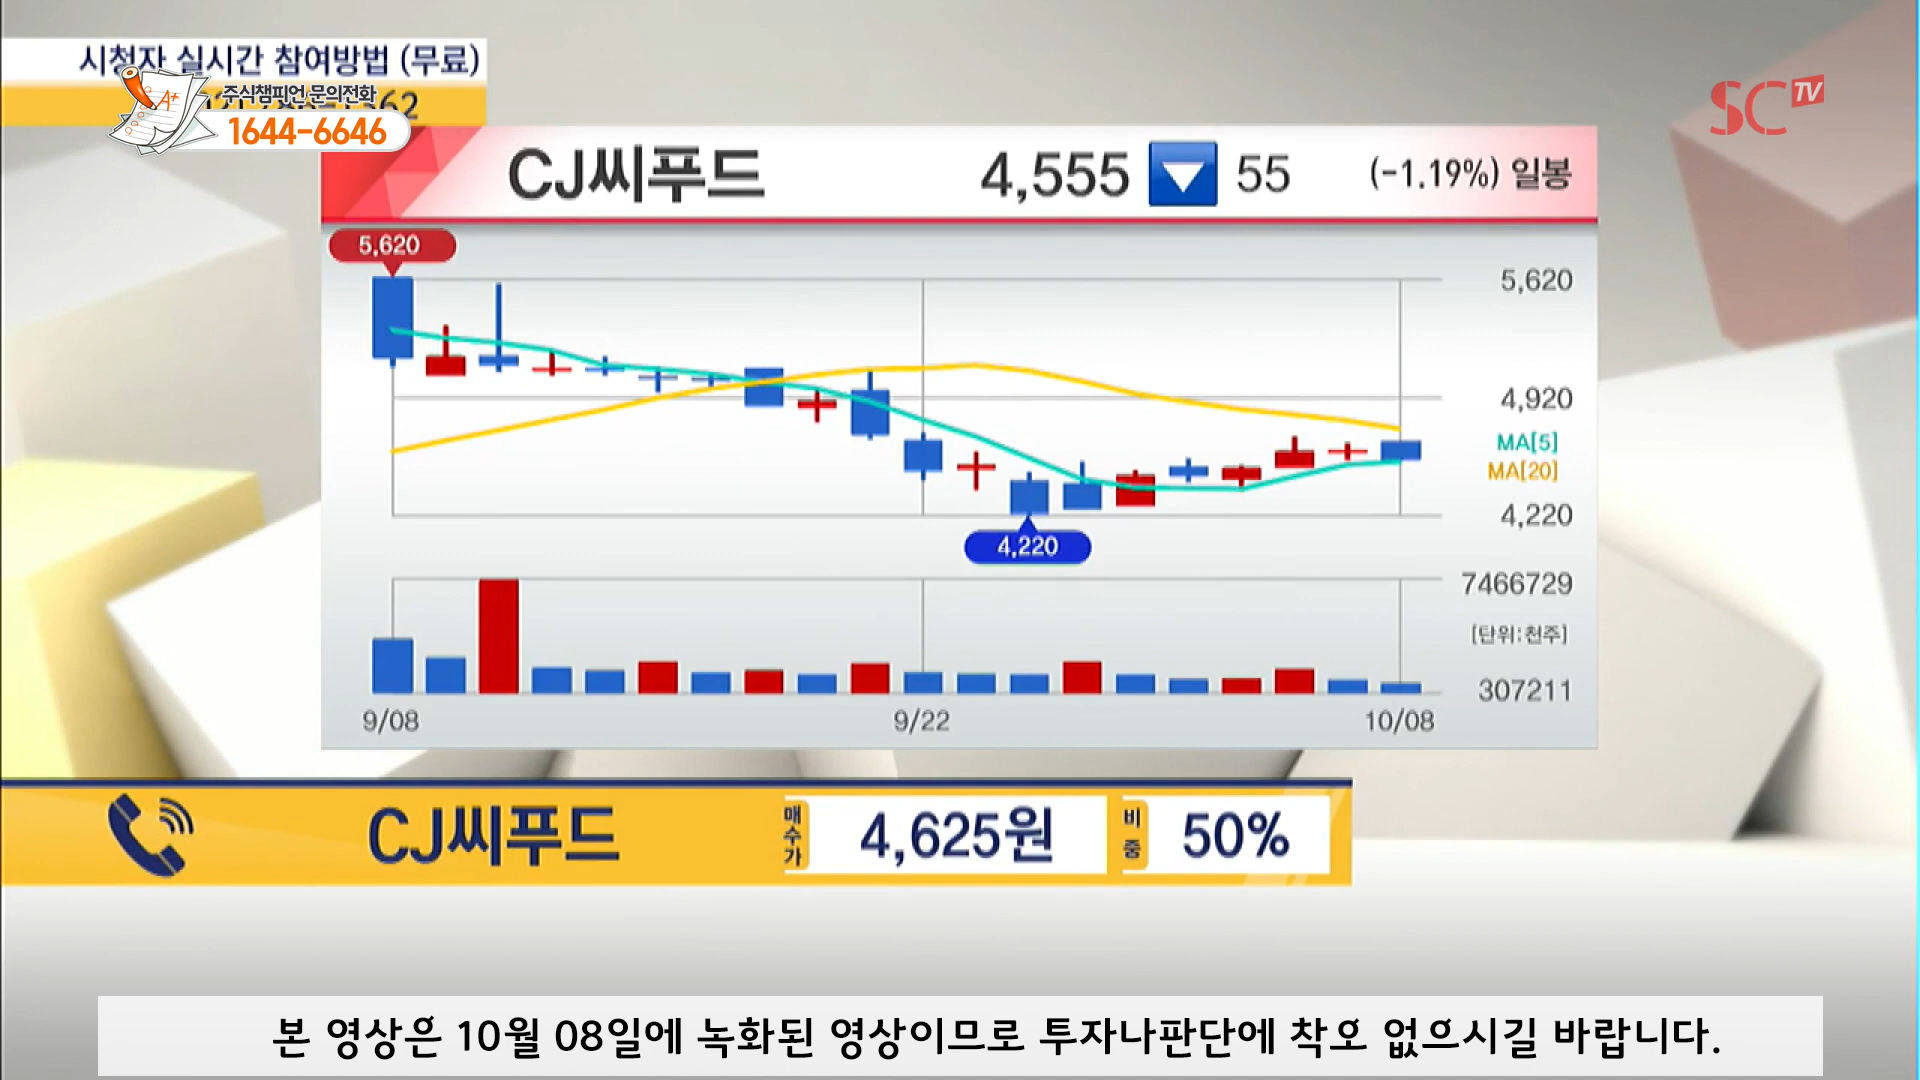 시청자 실시간 참여방법 (무료)
주식챔피언 문의전화
1644-6646
A+
SC TV
CJ씨푸드 4,555 55 (-1.19%) 일봉
5,620
5,620
4,920
MA[5]
MA[20]
4,220
4,220
7466729
[단위:천주]
307211
9/08 9/22 10/08
CJ씨푸드 매수가 4,625원 비중 50%
본 영상은 10월 08일에 녹화된 영상이므로 투자나판단에 착오 없으시길 바랍니다.